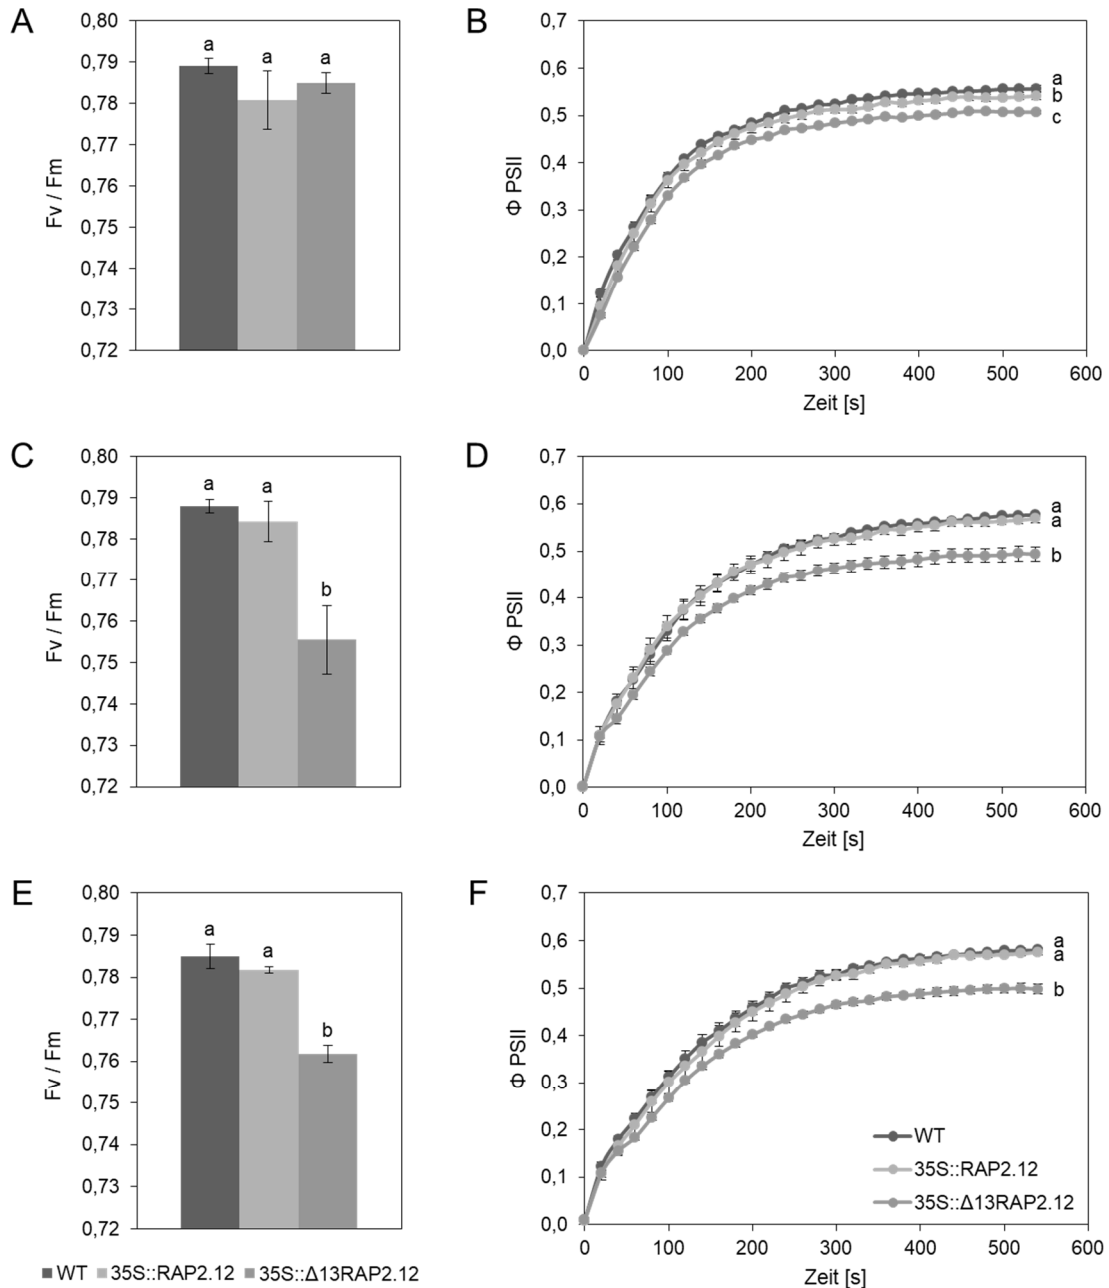 A
0,80
0,79
0,78
0,77
0,76
0,75
0,74
0,73
0,72
Fv / Fm
a
a
a
B
0,7
0,6
0,5
0,4
0,3
0,2
0,1
0,0
Φ PSII
a
b
c
0 100 200 300 400 500 600
Zeit [s]
C
0,80
0,79
0,78
0,77
0,76
0,75
0,74
0,73
0,72
Fv / Fm
a
a
b
D
0,7
0,6
0,5
0,4
0,3
0,2
0,1
0,0
Φ PSII
a
a
b
0 100 200 300 400 500 600
Zeit [s]
E
0,80
0,79
0,78
0,77
0,76
0,75
0,74
0,73
0,72
Fv / Fm
a
a
b
WT 35S::RAP2.12 35S::Δ13RAP2.12
F
0,7
0,6
0,5
0,4
0,3
0,2
0,1
0,0
Φ PSII
a
a
b
WT
35S::RAP2.12
35S::Δ13RAP2.12
0 100 200 300 400 500 600
Zeit [s]